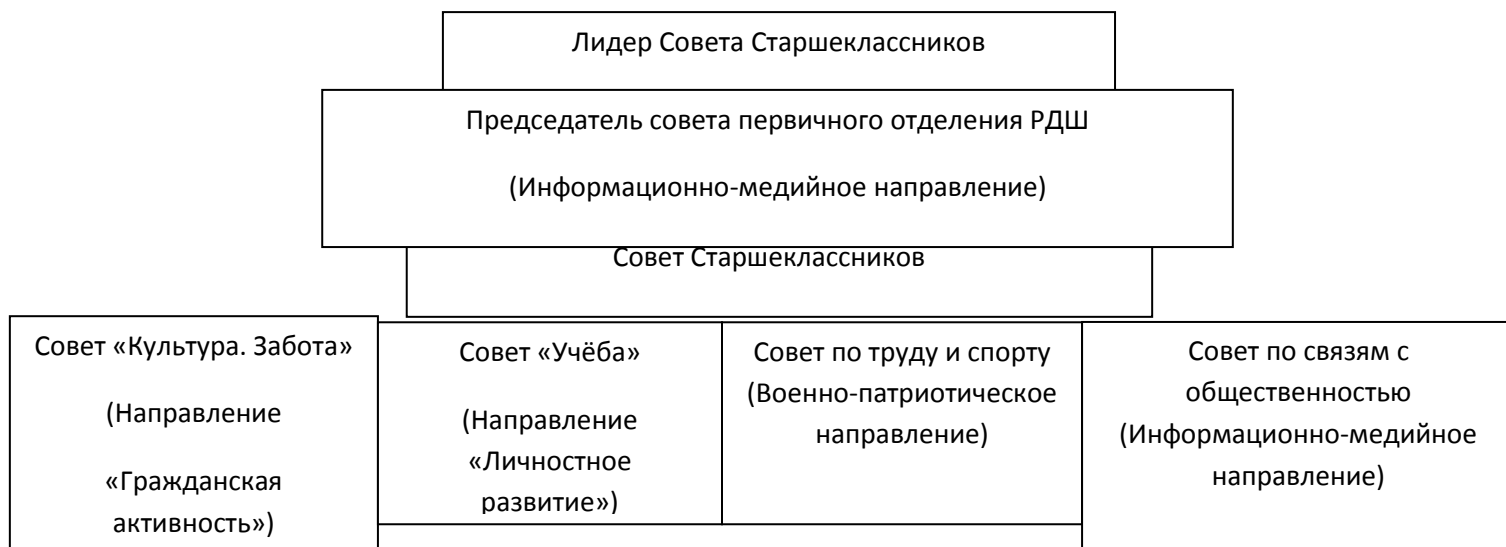 Лидер Совета Старшеклассников
Председатель совета первичного отделения РДШ
(Информационно-медийное направление)
Совет Старшеклассников
Совет «Культура. Забота»
(Направление
«Гражданская
активность»)
Совет «Учёба»
(Направление
«Личностное
развитие»)
Совет по труду и спорту
(Военно-патриотическое
направление)
Совет по связям с
общественностью
(Информационно-медийное
направление)